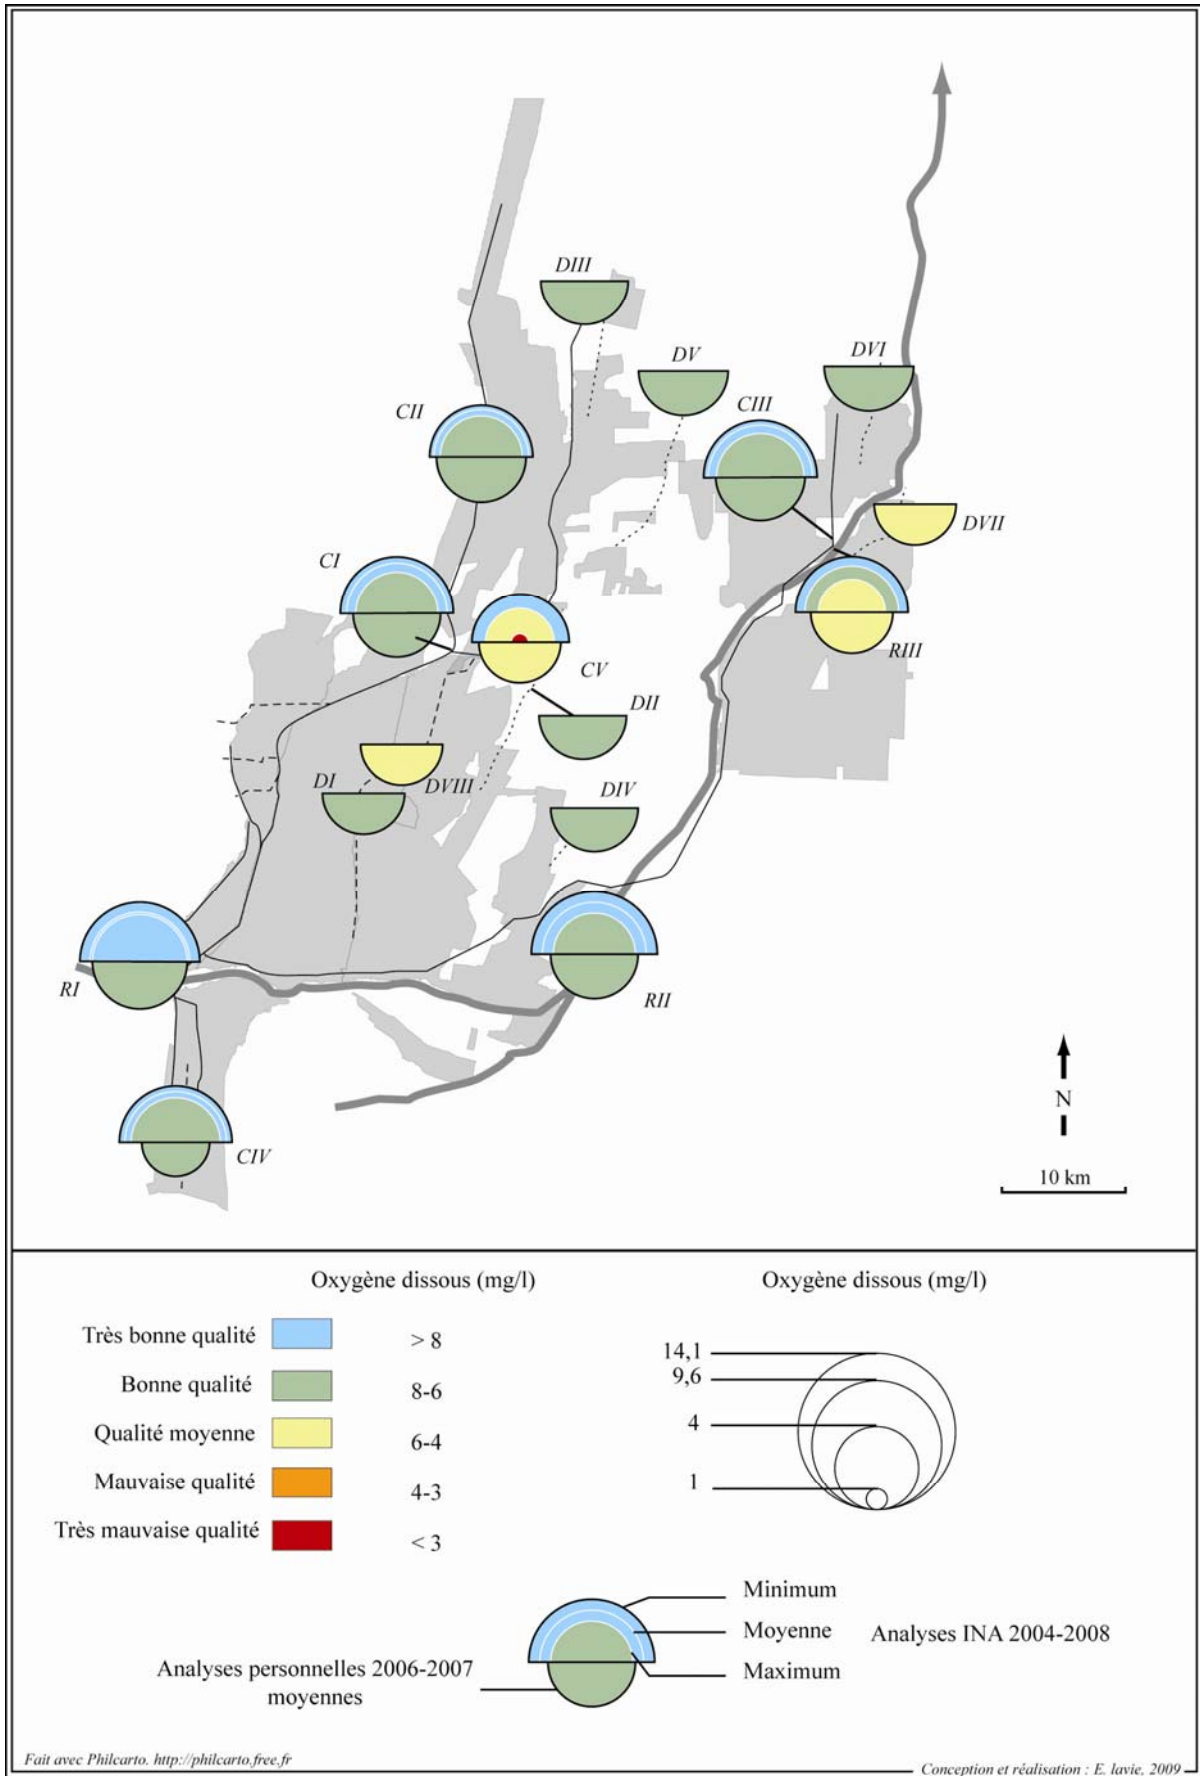 DIII
DV
DVI
CII
CIII
DVII
CI
RIII
CV
DII
DI
DVIII
DIV
RI
RII
N
CIV
10 km
Oxygène dissous (mg/l)
Très bonne qualité > 8
Bonne qualité 8-6
Qualité moyenne 6-4
Mauvaise qualité 4-3
Très mauvaise qualité < 3
Oxygène dissous (mg/l)
14,1
9,6
4
1
Minimum
Moyenne
Maximum
Analyses INA 2004-2008
Analyses personnelles 2006-2007
moyennes
Fait avec Philcarto. http://philcarto.free.fr
Conception et réalisation : E. lavie, 2009